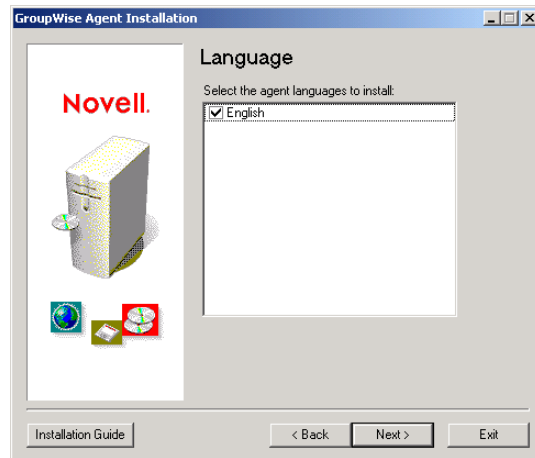 GroupWise Agent Installation
Novell.
Language
Select the agent languages to install:
English
Installation Guide
< Back
Next >
Exit